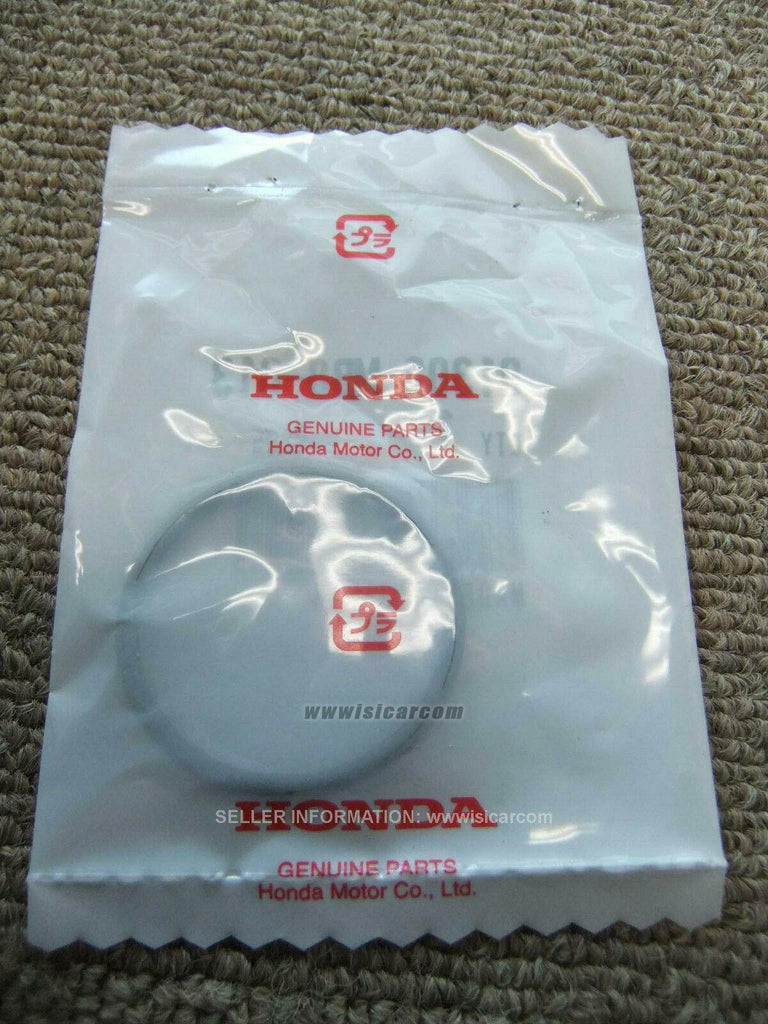 プラ
HONDA
GENUINE PARTS
Honda Motor Co., Ltd.
プラ
wwwisicarcom
HONDA
SELLER INFORMATION: wwwisicarcom
GENUINE PARTS
Honda Motor Co., Ltd.